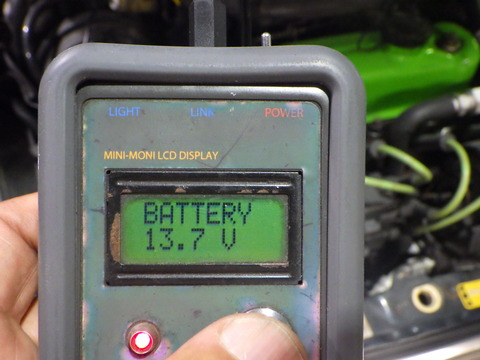 LIGHT LINK POWER
MINI-MONI LCD DISPLAY
BATTERY
13.7 V